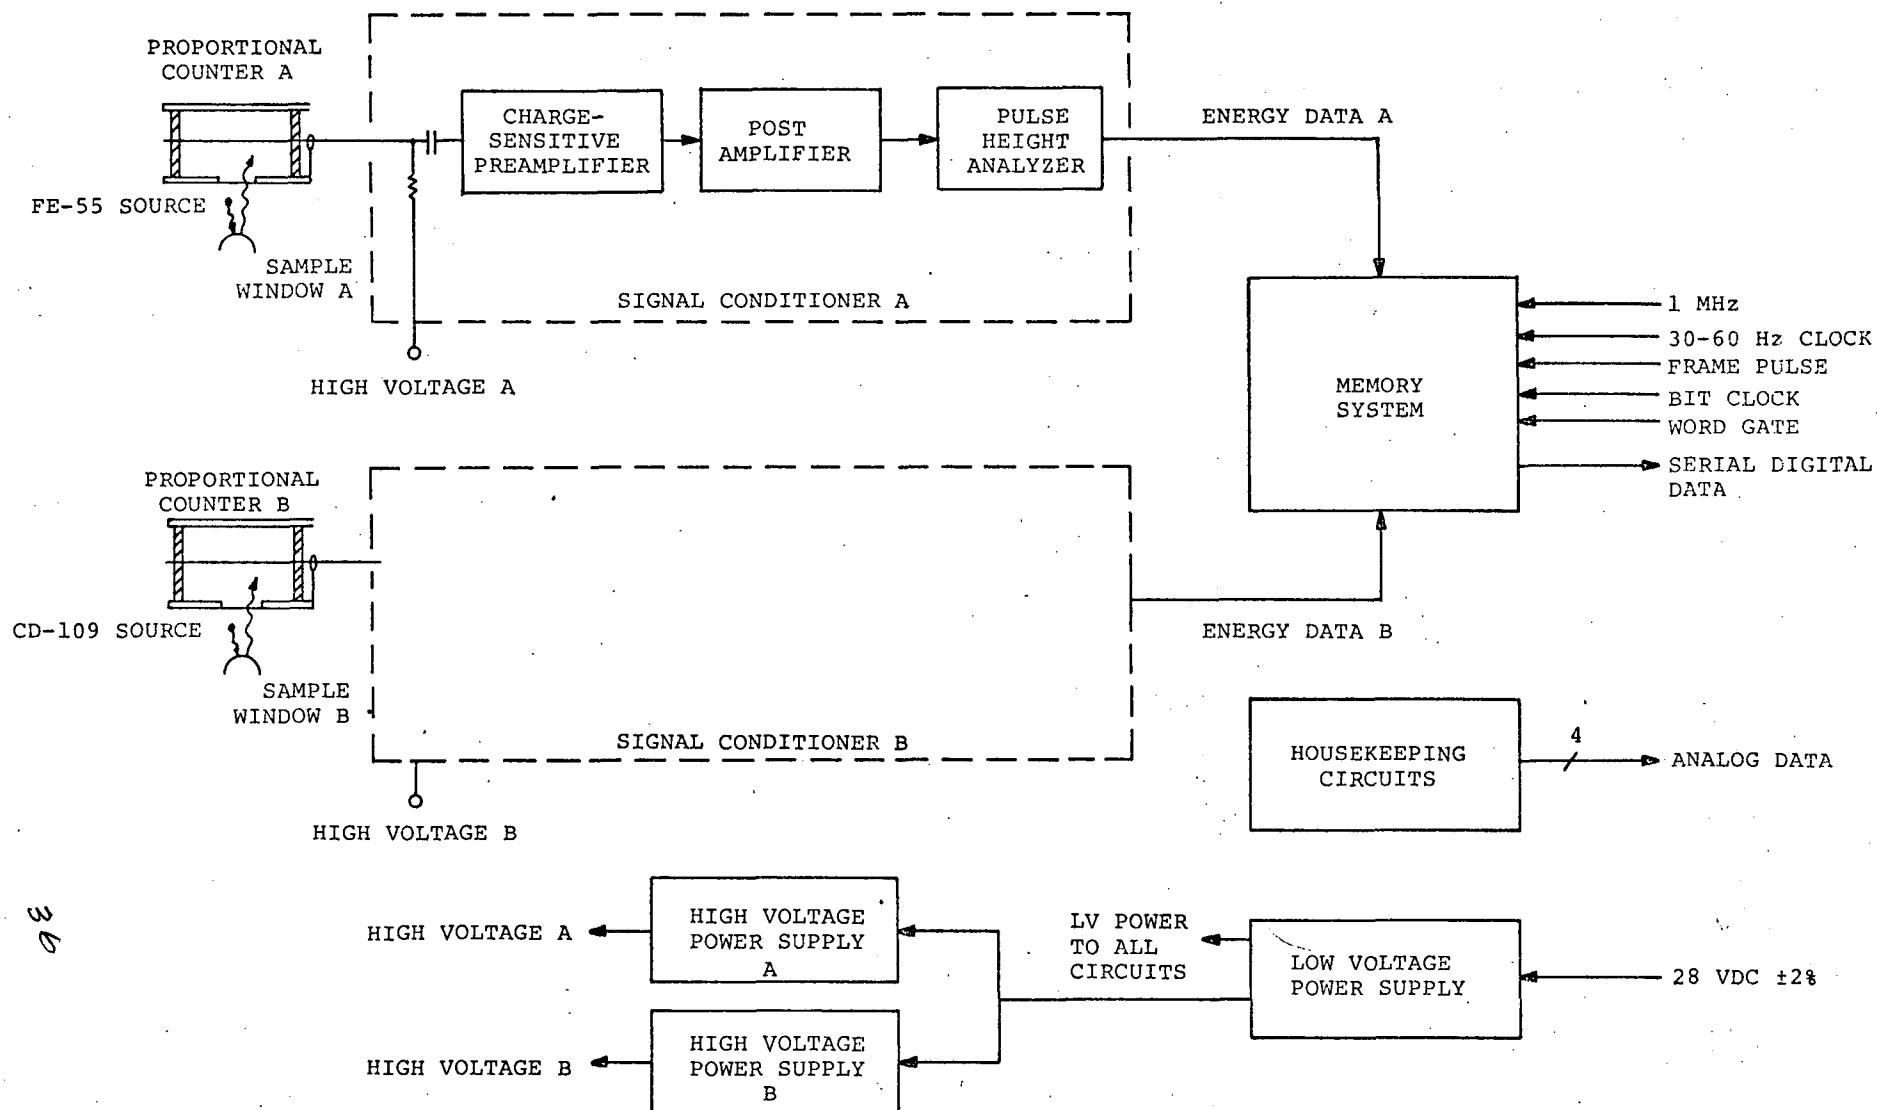 PROPORTIONAL
COUNTER A
CHARGE-
SENSITIVE
PREAMPLIFIER
POST
AMPLIFIER
PULSE
HEIGHT
ANALYZER
ENERGY DATA A
FE-55 SOURCE
SAMPLE
WINDOW A
SIGNAL CONDITIONER A
HIGH VOLTAGE A
MEMORY
SYSTEM
1 MHz
30-60 Hz CLOCK
FRAME PULSE
BIT CLOCK
WORD GATE
SERIAL DIGITAL
DATA
PROPORTIONAL
COUNTER B
CD-109 SOURCE
SAMPLE
WINDOW B
SIGNAL CONDITIONER B
HIGH VOLTAGE B
ENERGY DATA B
HOUSEKEEPING
CIRCUITS
4
ANALOG DATA
HIGH VOLTAGE A
HIGH VOLTAGE
POWER SUPPLY
A
LV POWER
TO ALL
CIRCUITS
LOW VOLTAGE
POWER SUPPLY
28 VDC ±2%
HIGH VOLTAGE B
HIGH VOLTAGE
POWER SUPPLY
B
36